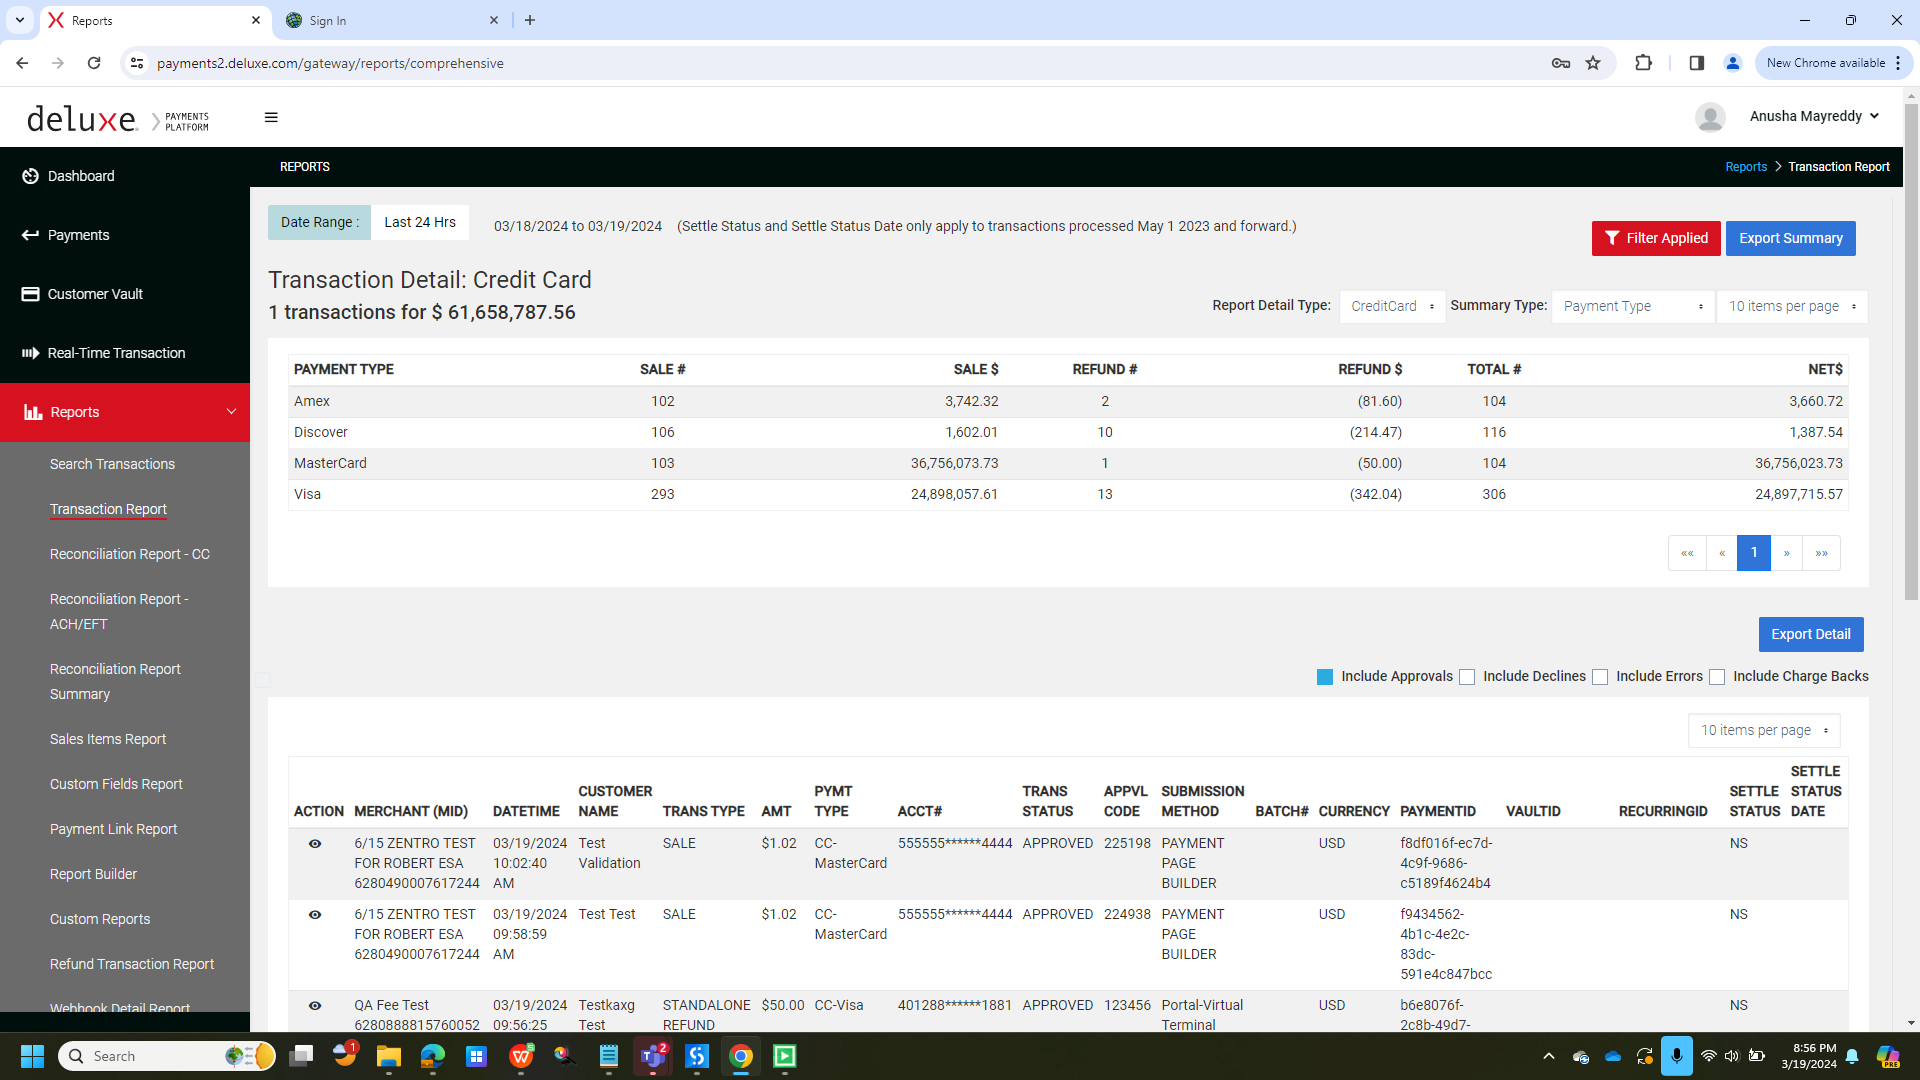 Reports
Sign In
payments2.deluxe.com/gateway/reports/comprehensive
New Chrome available
deluxe. PAYMENTS PLATFORM
Anusha Mayreddy
REPORTS
Reports > Transaction Report
Dashboard
Payments
Customer Vault
Real-Time Transaction
Reports
Search Transactions
Transaction Report
Reconciliation Report - CC
Reconciliation Report -
ACH/EFT
Reconciliation Report
Summary
Sales Items Report
Custom Fields Report
Payment Link Report
Report Builder
Custom Reports
Refund Transaction Report
Webhook Detail Report
Date Range : Last 24 Hrs 03/18/2024 to 03/19/2024 (Settle Status and Settle Status Date only apply to transactions processed May 1 2023 and forward.)
Filter Applied Export Summary
Transaction Detail: Credit Card
1 transactions for $ 61,658,787.56
Report Detail Type: CreditCard Summary Type: Payment Type 10 items per page
PAYMENT TYPE SALE # SALE $ REFUND # REFUND $ TOTAL # NET$
Amex 102 3,742.32 2 (81.60) 104 3,660.72
Discover 106 1,602.01 10 (214.47) 116 1,387.54
MasterCard 103 36,756,073.73 1 (50.00) 104 36,756,023.73
Visa 293 24,898,057.61 13 (342.04) 306 24,897,715.57
«« « 1 » »»
Export Detail
Include Approvals Include Declines Include Errors Include Charge Backs
10 items per page
SETTLE
CUSTOMER PYMT TRANS APPVL SUBMISSION SETTLE STATUS
ACTION MERCHANT (MID) DATETIME NAME TRANS TYPE AMT TYPE ACCT# STATUS CODE METHOD BATCH# CURRENCY PAYMENTID VAULTID RECURRINGID STATUS DATE
6/15 ZENTRO TEST 03/19/2024 Test SALE $1.02 CC- 555555******4444 APPROVED 225198 PAYMENT USD f8df016f-ec7d- NS
FOR ROBERT ESA 10:02:40 Validation MasterCard PAGE 4c9f-9686-
6280490007617244 AM BUILDER c5189f4624b4
6/15 ZENTRO TEST 03/19/2024 Test Test SALE $1.02 CC- 555555******4444 APPROVED 224938 PAYMENT USD f9434562- NS
FOR ROBERT ESA 09:58:59 MasterCard PAGE 4b1c-4e2c-
6280490007617244 AM BUILDER 83dc-
591e4c847bcc
QA Fee Test 03/19/2024 Testkaxg STANDALONE $50.00 CC-Visa 401288******1881 APPROVED 123456 Portal-Virtual USD b6e8076f- NS
6280888815760052 09:56:25 Test REFUND Terminal 2c8b-49d7-
Search
1
2
8:56 PM
3/19/2024
PRE